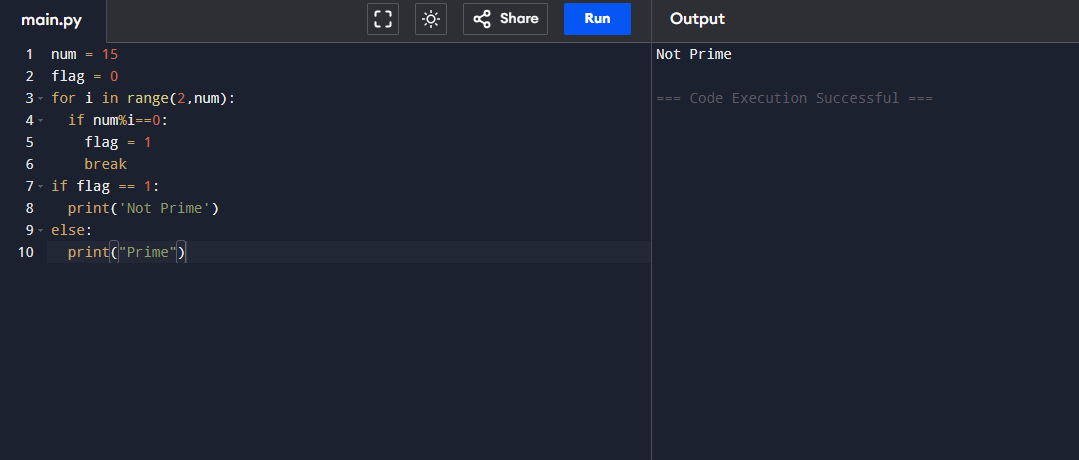 main.py
Share
Run
Output
1 num = 15
2 flag = 0
3 for i in range(2,num):
4   if num%i==0:
5     flag = 1
6     break
7 if flag == 1:
8   print('Not Prime')
9 else:
10   print("Prime")
Not Prime
=== Code Execution Successful ===